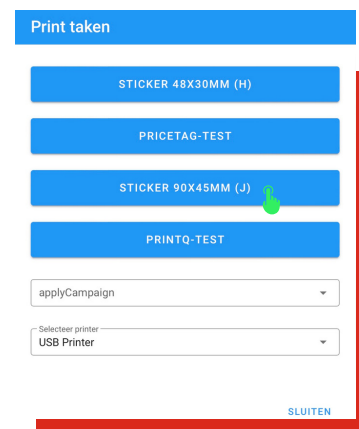 Print taken
STICKER 48X30MM (H)
PRICETAG-TEST
STICKER 90X45MM (J)
PRINTQ-TEST
applyCampaign
Selecteer printer
USB Printer
SLUITEN